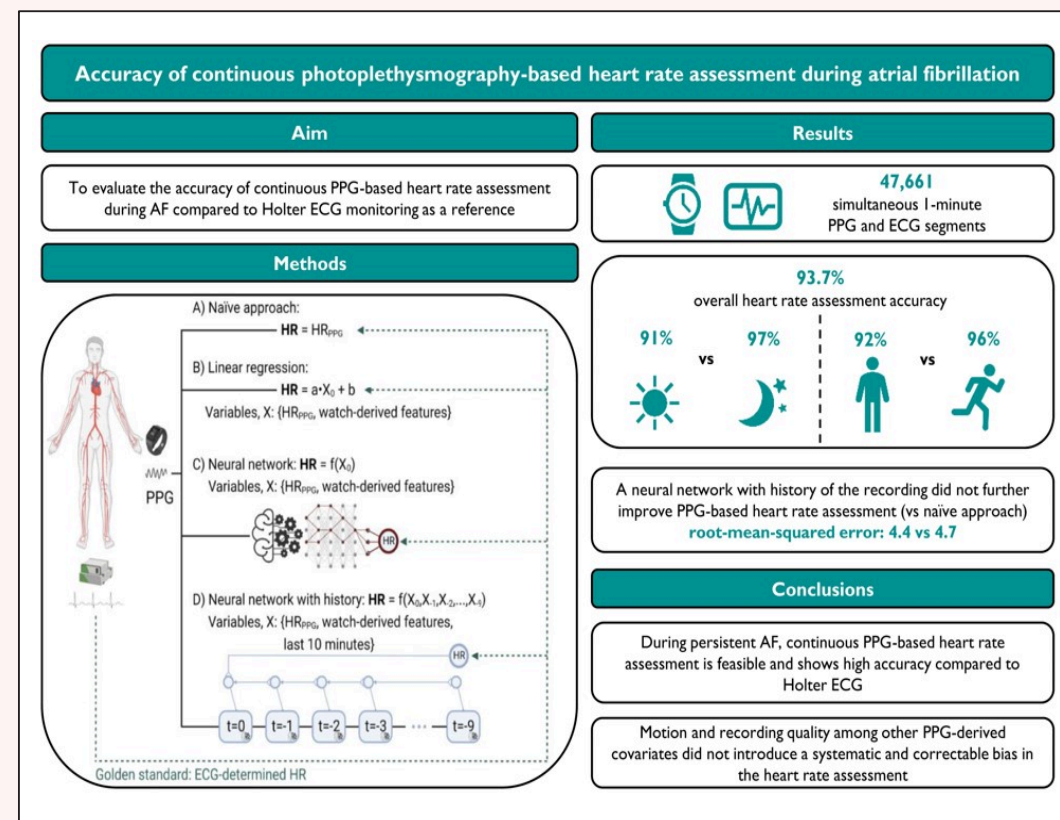 Accuracy of continuous photoplethysmography-based heart rate assessment during atrial fibrillation
Aim
To evaluate the accuracy of continuous PPG-based heart rate assessment
during AF compared to Holter ECG monitoring as a reference
Methods
A) Naïve approach:
HR = HRPPG
B) Linear regression:
HR = a•X₀ + b
Variables, X: {HRPPG, watch-derived features}
C) Neural network: HR = f(X₀)
Variables, X: {HRPPG, watch-derived features}
PPG
HR
D) Neural network with history: HR = f(X₀,X₋₁,X₋₂,...,X₋₉)
Variables, X: {HRPPG, watch-derived features,
last 10 minutes}
HR
t=0 t=-1 t=-2 t=-3 ... t=-9
Golden standard: ECG-determined HR
Results
47,661
simultaneous 1-minute
PPG and ECG segments
93.7%
overall heart rate assessment accuracy
91% vs 97% 92% vs 96%
A neural network with history of the recording did not further
improve PPG-based heart rate assessment (vs naïve approach)
root-mean-squared error: 4.4 vs 4.7
Conclusions
During persistent AF, continuous PPG-based heart rate
assessment is feasible and shows high accuracy compared to
Holter ECG
Motion and recording quality among other PPG-derived
covariates did not introduce a systematic and correctable bias in
the heart rate assessment